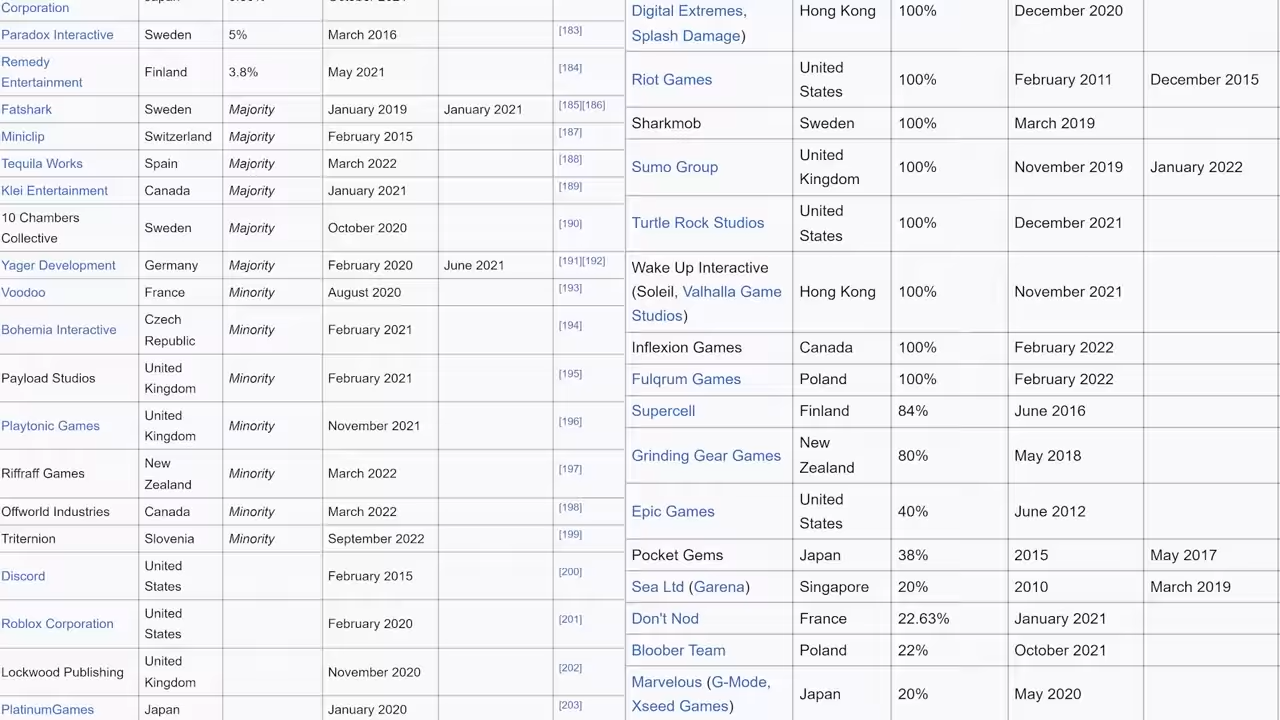 Corporation
Paradox Interactive Sweden 5% March 2016 [183]
Remedy Entertainment Finland 3.8% May 2021 [184]
Fatshark Sweden Majority January 2019 January 2021 [185][186]
Miniclip Switzerland Majority February 2015 [187]
Tequila Works Spain Majority March 2022 [188]
Klei Entertainment Canada Majority January 2021 [189]
10 Chambers Collective Sweden Majority October 2020 [190]
Yager Development Germany Majority February 2020 June 2021 [191][192]
Voodoo France Minority August 2020 [193]
Bohemia Interactive Czech Republic Minority February 2021 [194]
Payload Studios United Kingdom Minority February 2021 [195]
Playtonic Games United Kingdom Minority November 2021 [196]
Riffraff Games New Zealand Minority March 2022 [197]
Offworld Industries Canada Minority March 2022 [198]
Triternion Slovenia Minority September 2022 [199]
Discord United States February 2015 [200]
Roblox Corporation United States February 2020 [201]
Lockwood Publishing United Kingdom November 2020 [202]
PlatinumGames Japan January 2020 [203]
Digital Extremes, Splash Damage) Hong Kong 100% December 2020
Riot Games United States 100% February 2011 December 2015
Sharkmob Sweden 100% March 2019
Sumo Group United Kingdom 100% November 2019 January 2022
Turtle Rock Studios United States 100% December 2021
Wake Up Interactive (Soleil, Valhalla Game Studios) Hong Kong 100% November 2021
Inflexion Games Canada 100% February 2022
Fulqrum Games Poland 100% February 2022
Supercell Finland 84% June 2016
Grinding Gear Games New Zealand 80% May 2018
Epic Games United States 40% June 2012
Pocket Gems Japan 38% 2015 May 2017
Sea Ltd (Garena) Singapore 20% 2010 March 2019
Don't Nod France 22.63% January 2021
Bloober Team Poland 22% October 2021
Marvelous (G-Mode, Xseed Games) Japan 20% May 2020